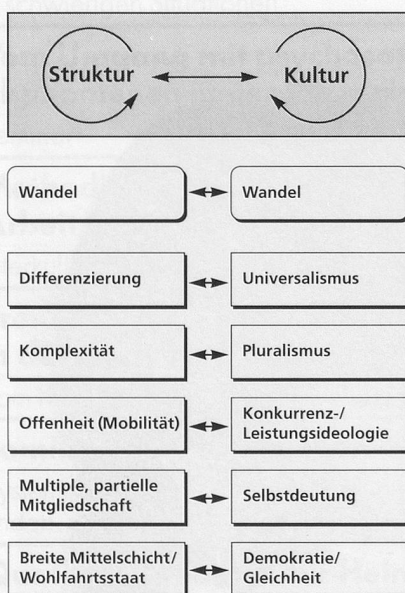 Struktur Kultur
Wandel Wandel
Differenzierung Universalismus
Komplexität Pluralismus
Offenheit (Mobilität) Konkurrenz-/
Leistungsideologie
Multiple, partielle
Mitgliedschaft Selbstdeutung
Breite Mittelschicht/ Demokratie/
Wohlfahrtsstaat Gleichheit